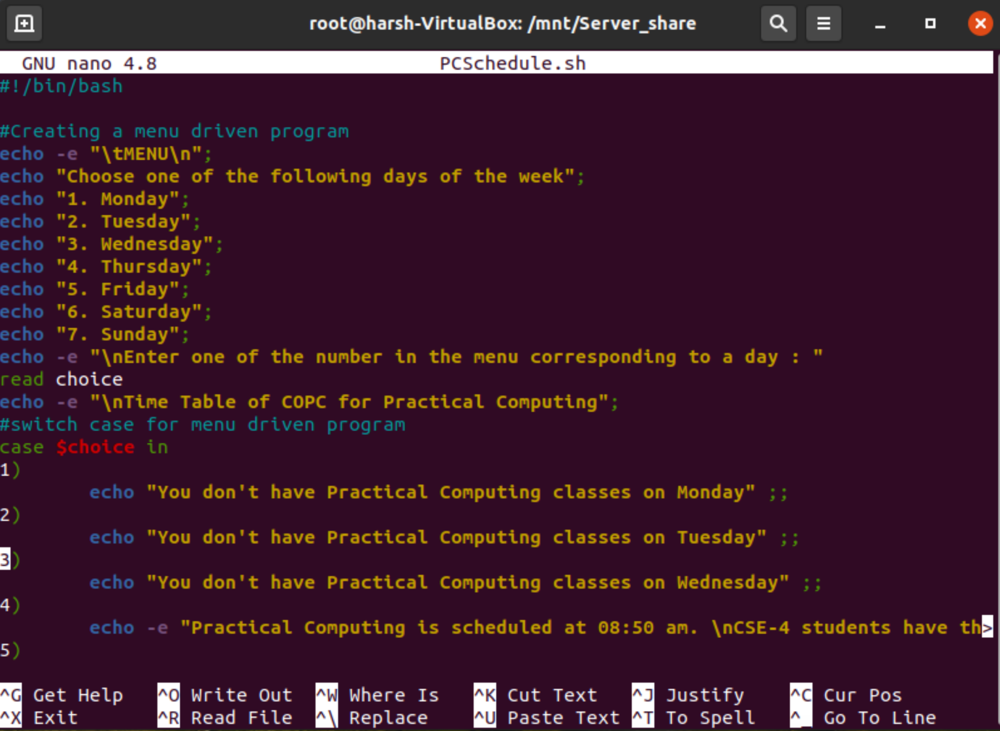 root@harsh-VirtualBox: /mnt/Server_share
GNU nano 4.8 PCSchedule.sh
#!/bin/bash
#Creating a menu driven program
echo -e "\tMENU\n";
echo "Choose one of the following days of the week";
echo "1. Monday";
echo "2. Tuesday";
echo "3. Wednesday";
echo "4. Thursday";
echo "5. Friday";
echo "6. Saturday";
echo "7. Sunday";
echo -e "\nEnter one of the number in the menu corresponding to a day : "
read choice
echo -e "\nTime Table of COPC for Practical Computing";
#switch case for menu driven program
case $choice in
1)
        echo "You don't have Practical Computing classes on Monday" ;;
2)
        echo "You don't have Practical Computing classes on Tuesday" ;;
3)
        echo "You don't have Practical Computing classes on Wednesday" ;;
4)
        echo -e "Practical Computing is scheduled at 08:50 am. \nCSE-4 students have th>
5)
^G Get Help ^O Write Out ^W Where Is ^K Cut Text ^J Justify ^C Cur Pos
^X Exit ^R Read File ^\ Replace ^U Paste Text ^T To Spell ^_ Go To Line